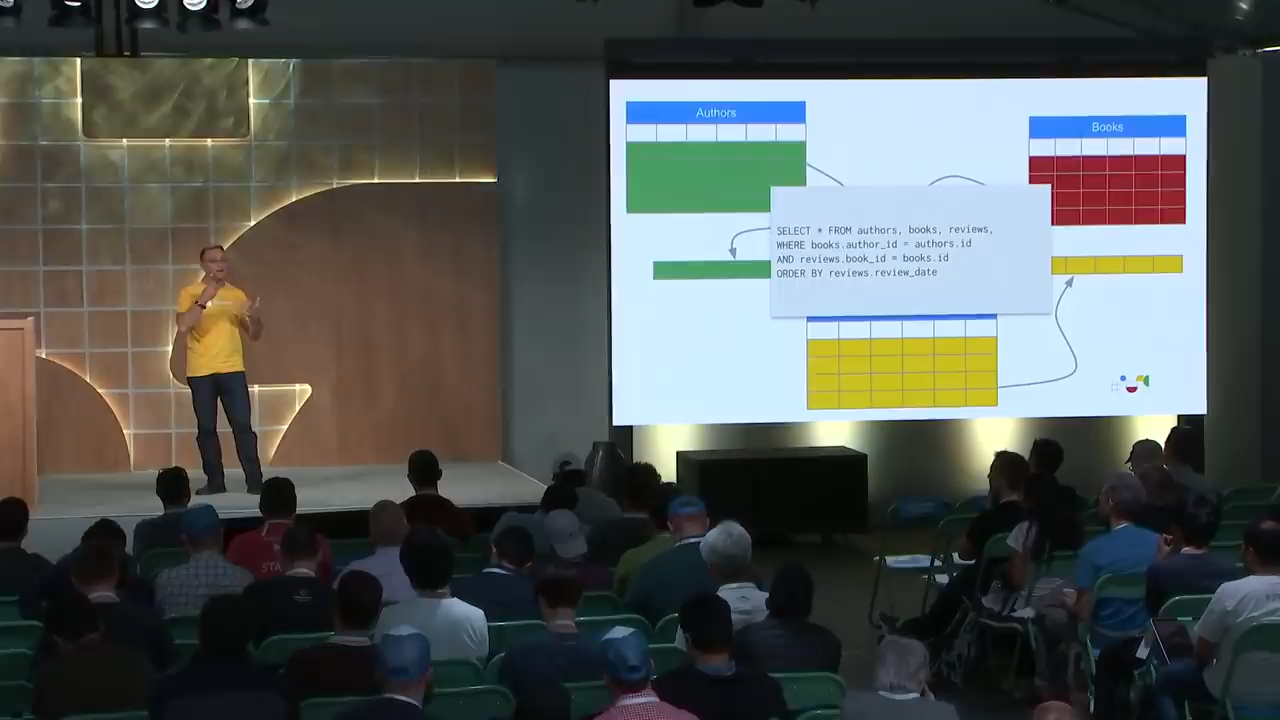 Authors
Books
SELECT * FROM authors, books, reviews,
WHERE books.author_id = authors.id
AND reviews.book_id = books.id
ORDER BY reviews.review_date
STA